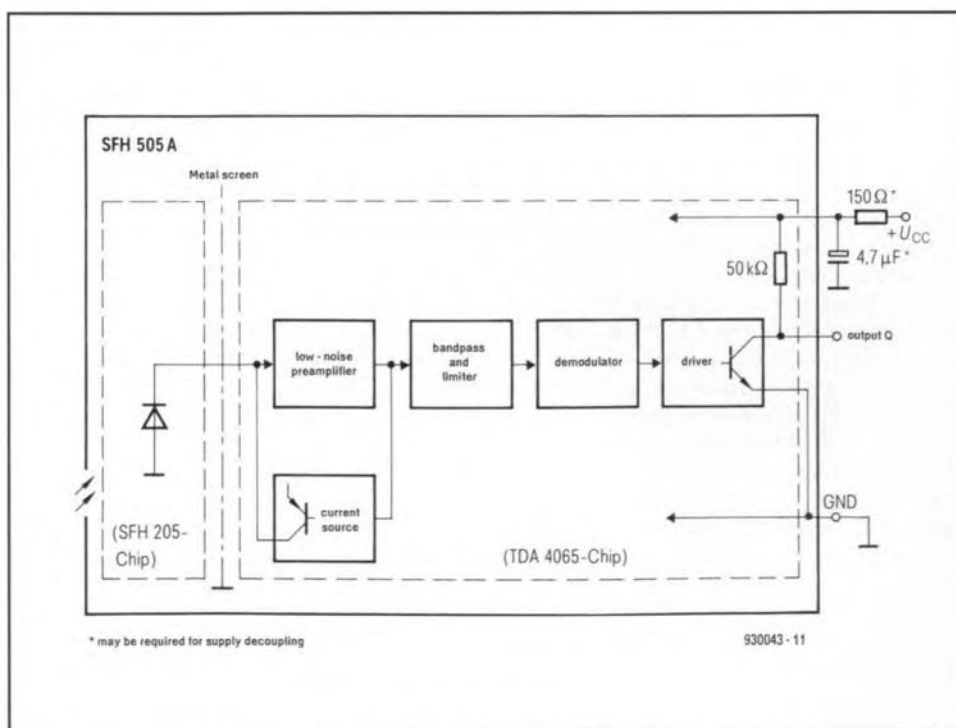 SFH 505 A
Metal screen
150 Ω *
+ UCC
4,7 µF *
50 kΩ
output Q
low - noise
preamplifier
bandpass
and
limiter
demodulator
driver
current
source
GND
(SFH 205-
Chip)
(TDA 4065-Chip)
* may be required for supply decoupling
930043 - 11